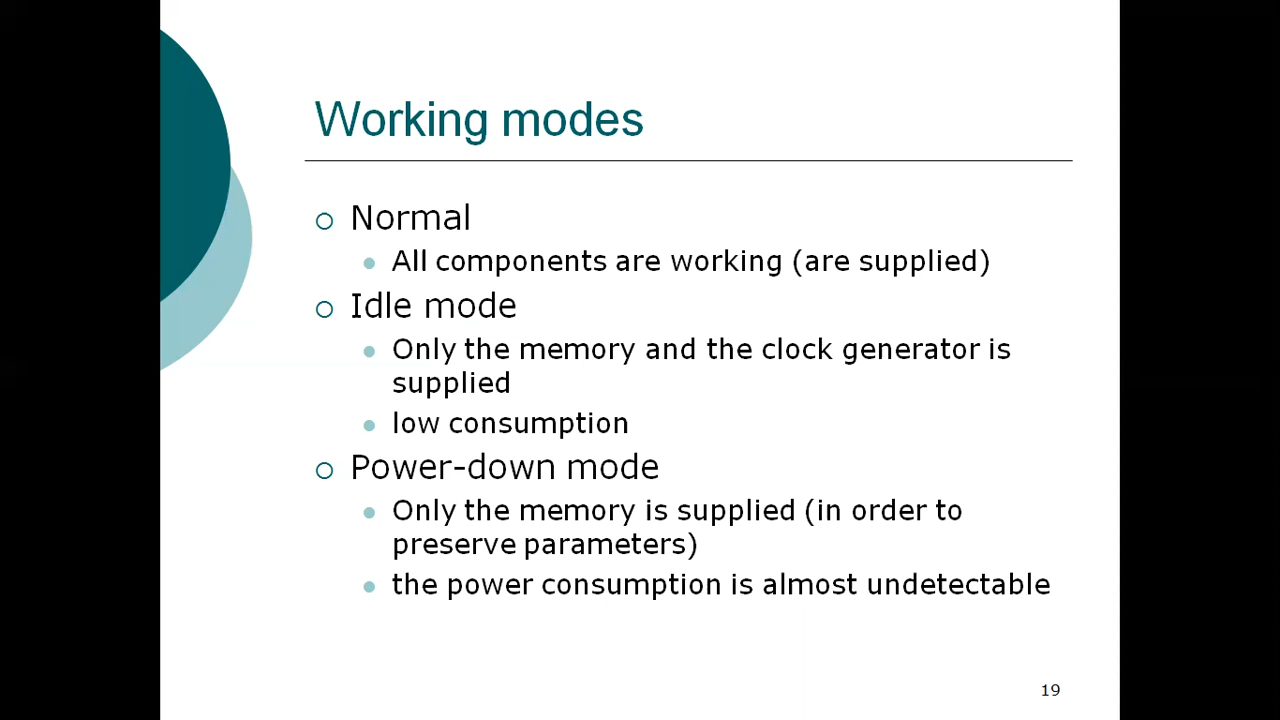 Working modes
Normal
All components are working (are supplied)
Idle mode
Only the memory and the clock generator is
supplied
low consumption
Power-down mode
Only the memory is supplied (in order to
preserve parameters)
the power consumption is almost undetectable
19